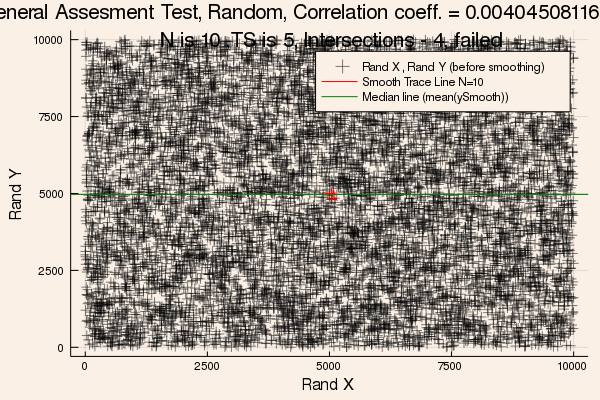 eneral Assesment Test, Random, Correlation coeff. = 0.00404508116
N is 10, TS is 5, Intersections - 4, failed
Rand X , Rand Y (before smoothing)
Smooth Trace Line N=10
Median line (mean(ySmooth))
10000
7500
5000
2500
0
Rand Y
0 2500 5000 7500 10000
Rand X